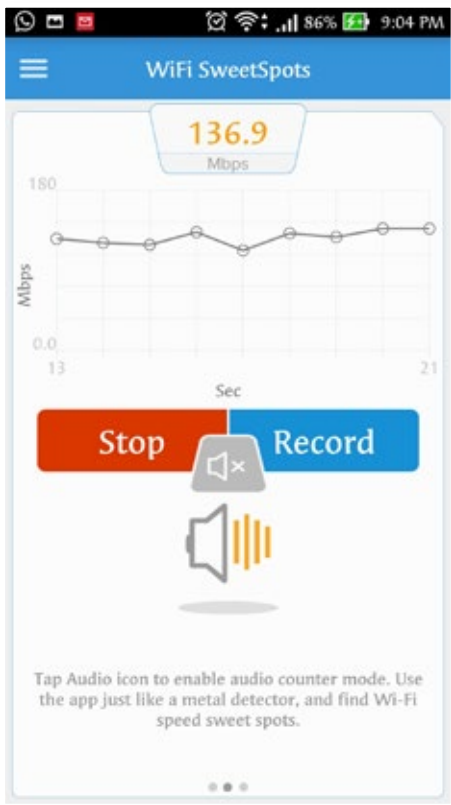 86% 9:04 PM
WiFi SweetSpots
136.9
Mbps
180
Mbps
0.0
13
21
Sec
Stop
Record
Tap Audio icon to enable audio counter mode. Use
the app just like a metal detector, and find Wi-Fi
speed sweet spots.